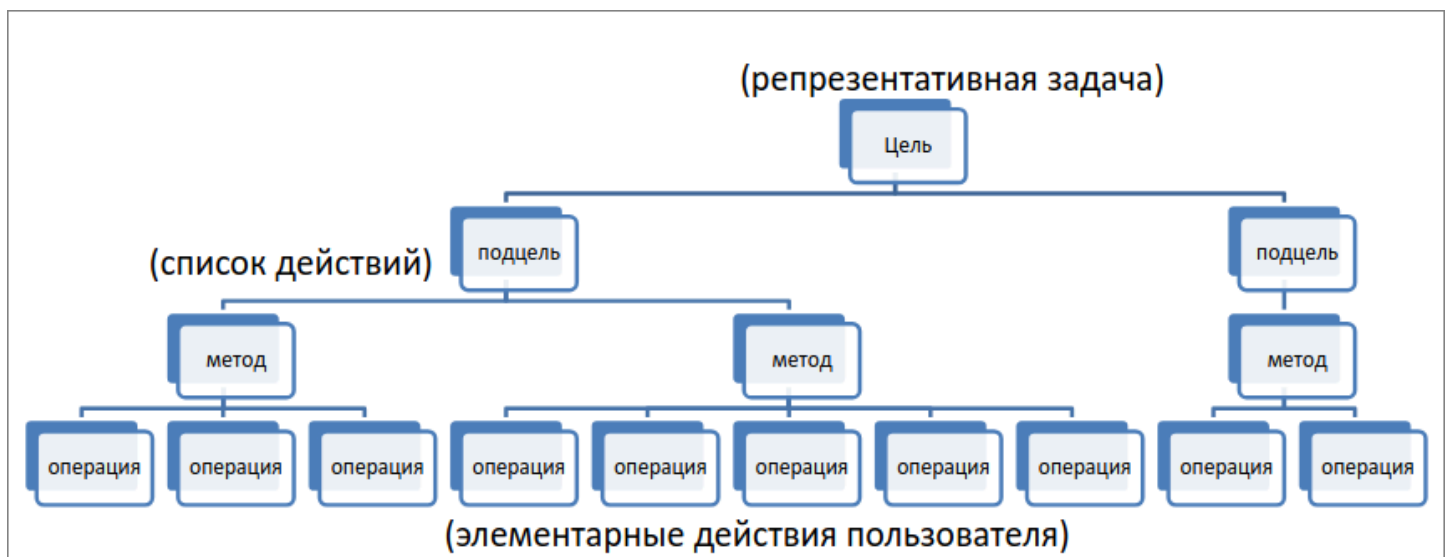 (репрезентативная задача)
Цель
подцель
подцель
(список действий)
метод
метод
метод
операция
операция
операция
операция
операция
операция
операция
операция
операция
операция
(элементарные действия пользователя)